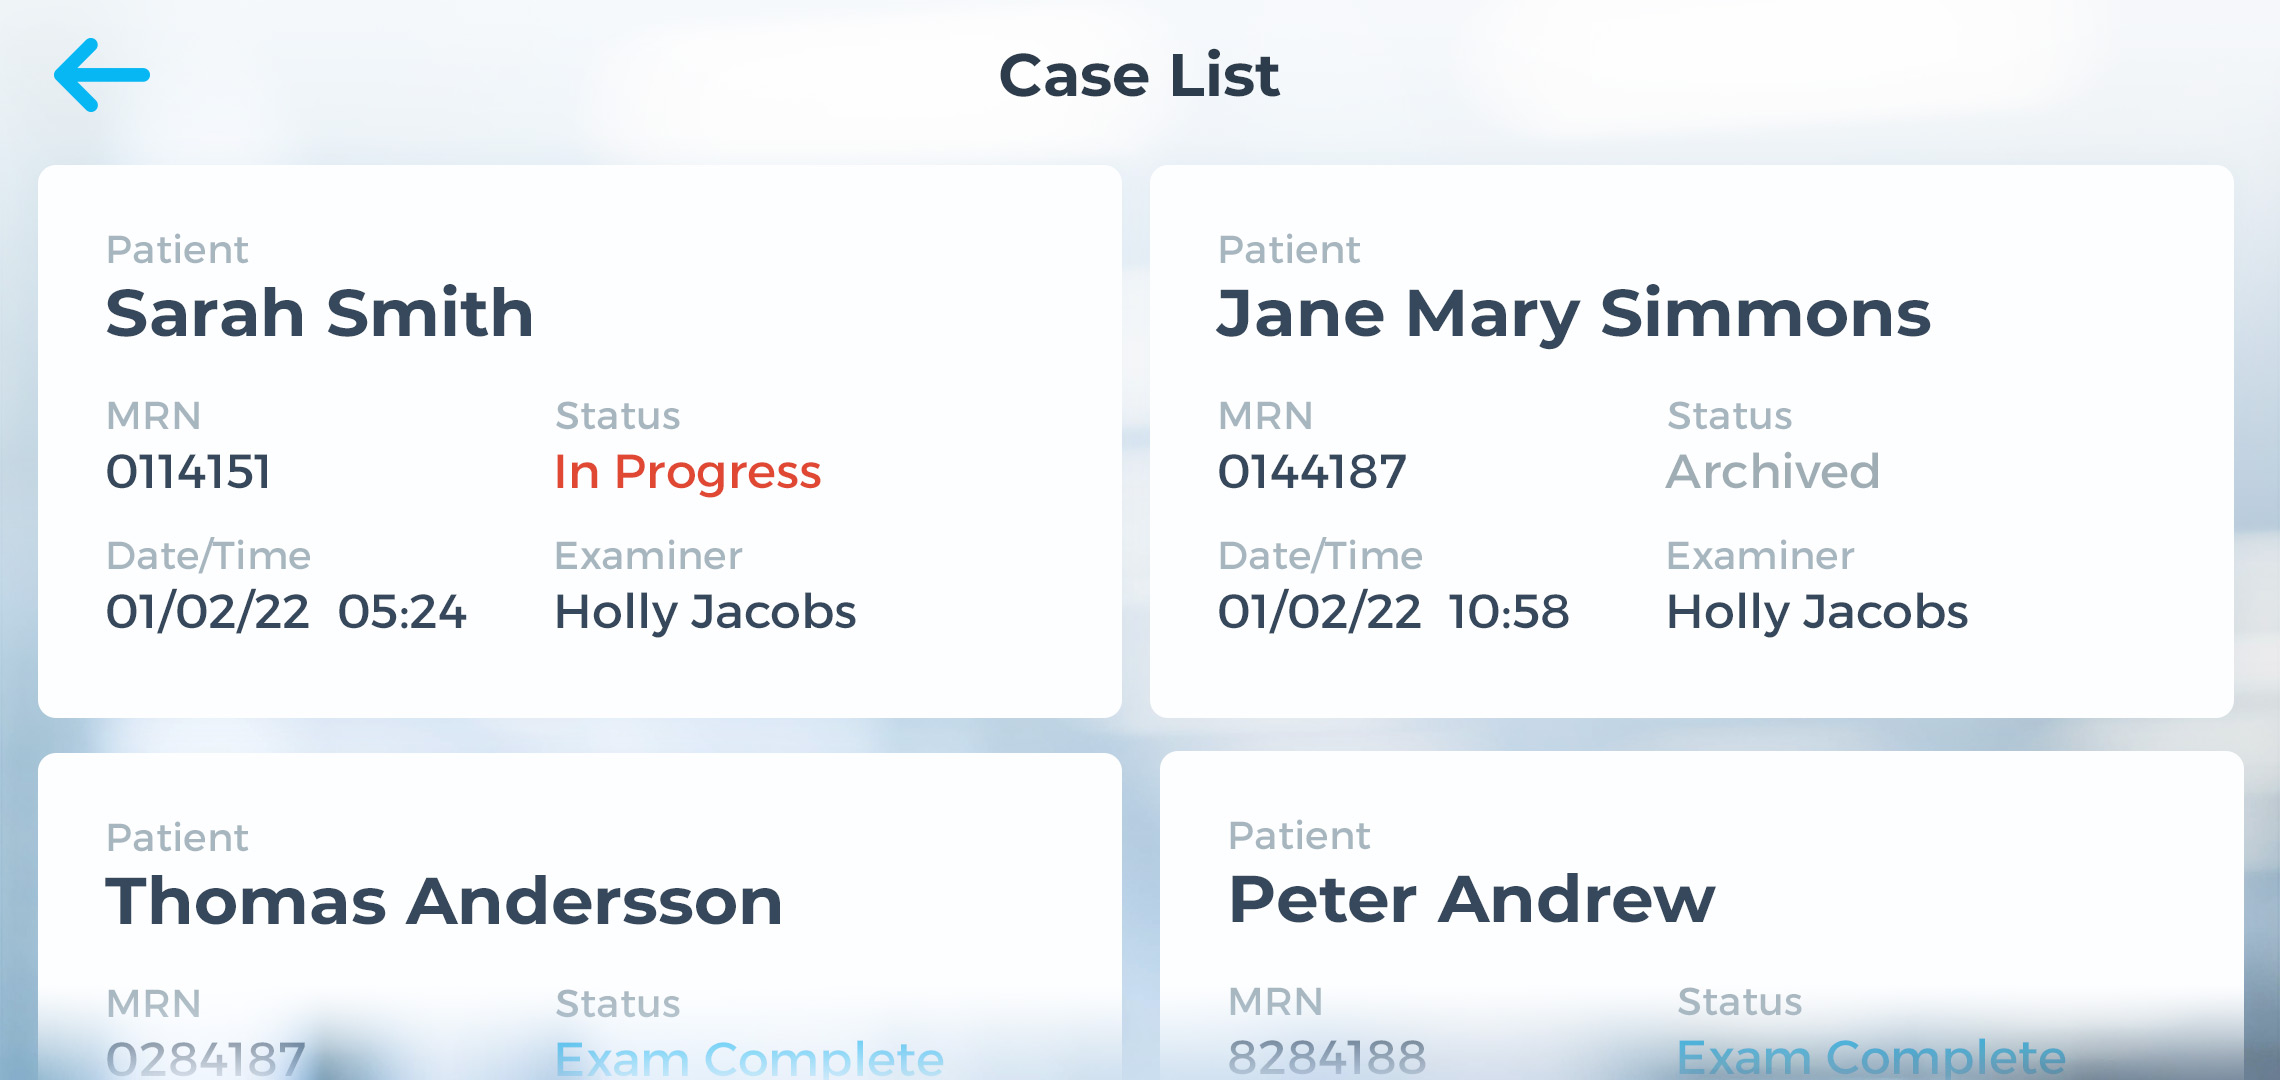 Case List
Patient
Sarah Smith
MRN
Status
0114151
In Progress
Date/Time
Examiner
01/02/22 05:24
Holly Jacobs
Patient
Jane Mary Simmons
MRN
Status
0144187
Archived
Date/Time
Examiner
01/02/22 10:58
Holly Jacobs
Patient
Thomas Andersson
MRN
Status
0284187
Exam Complete
Patient
Peter Andrew
MRN
Status
8284188
Exam Complete